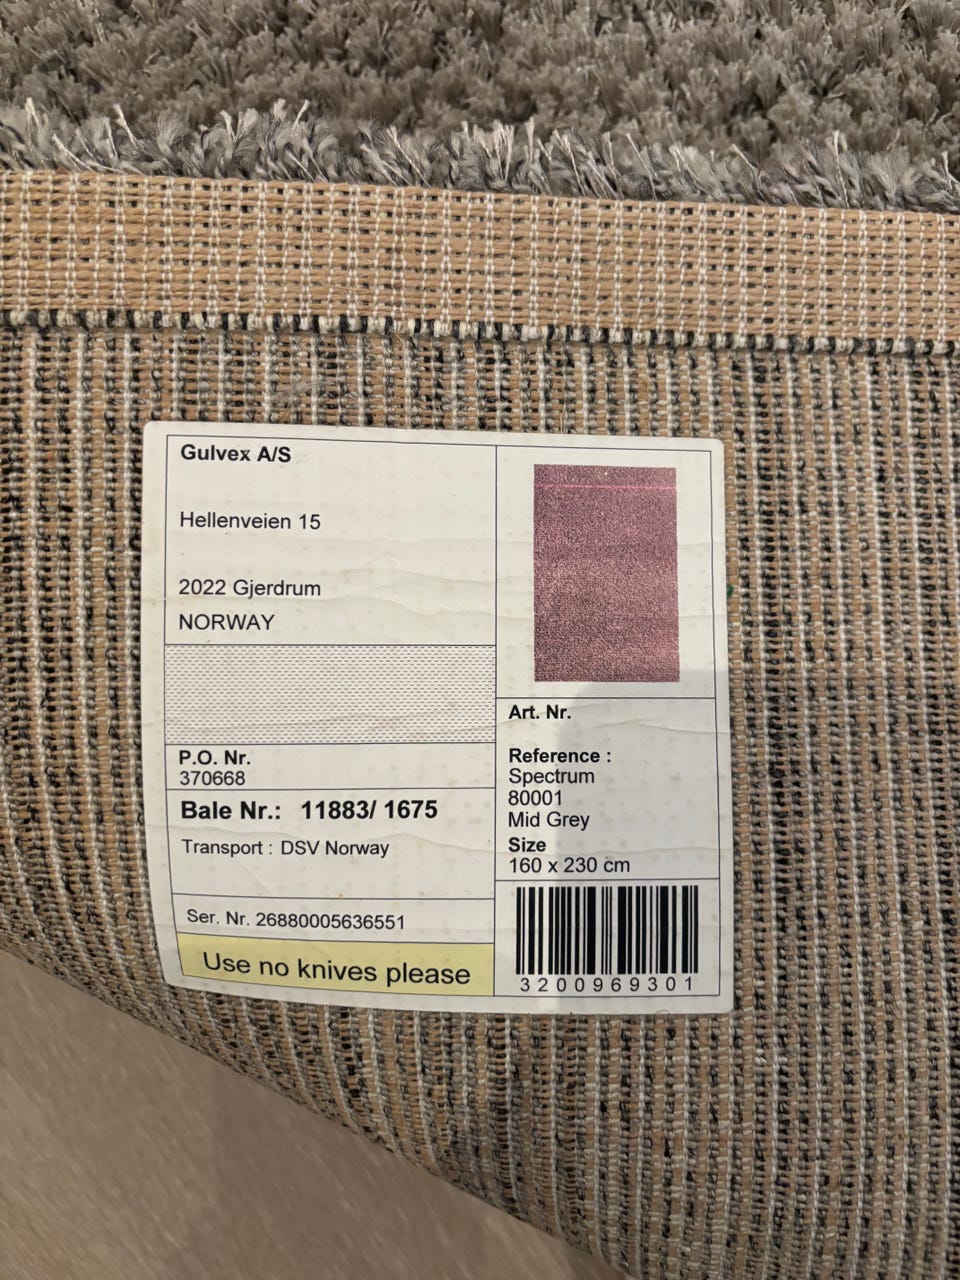 Gulvex A/S
Hellenveien 15
2022 Gjerdrum
NORWAY
P.O. Nr.
370668
Bale Nr.: 11883/ 1675
Transport : DSV Norway
Ser. Nr. 26880005636551
Use no knives please
Art. Nr.
Reference :
Spectrum
80001
Mid Grey
Size
160 x 230 cm
3200969301